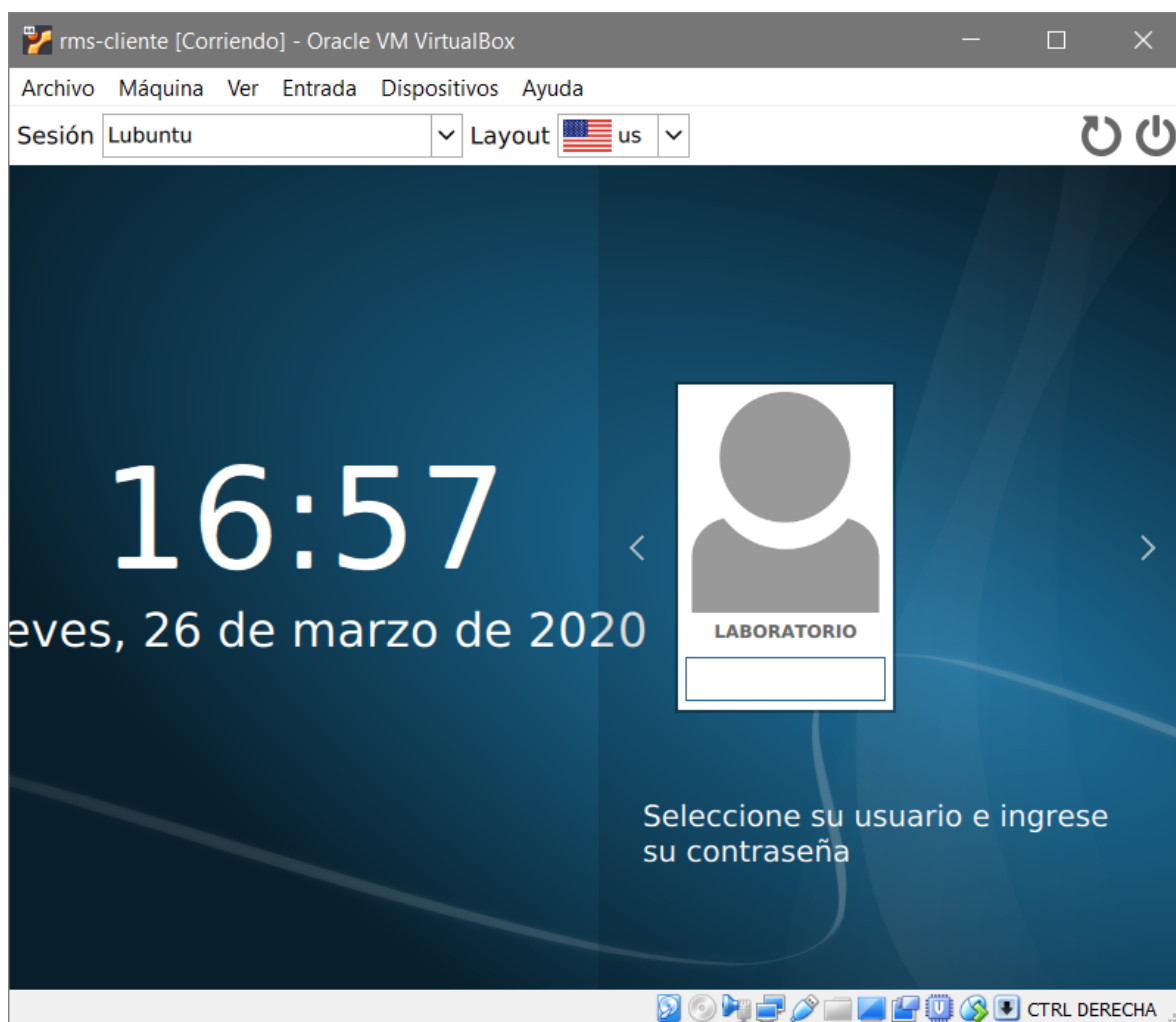 rms-cliente [Corriendo] - Oracle VM VirtualBox
Archivo Máquina Ver Entrada Dispositivos Ayuda
Sesión Lubuntu Layout us
16:57
eves, 26 de marzo de 2020
LABORATORIO
Seleccione su usuario e ingrese
su contraseña
CTRL DERECHA